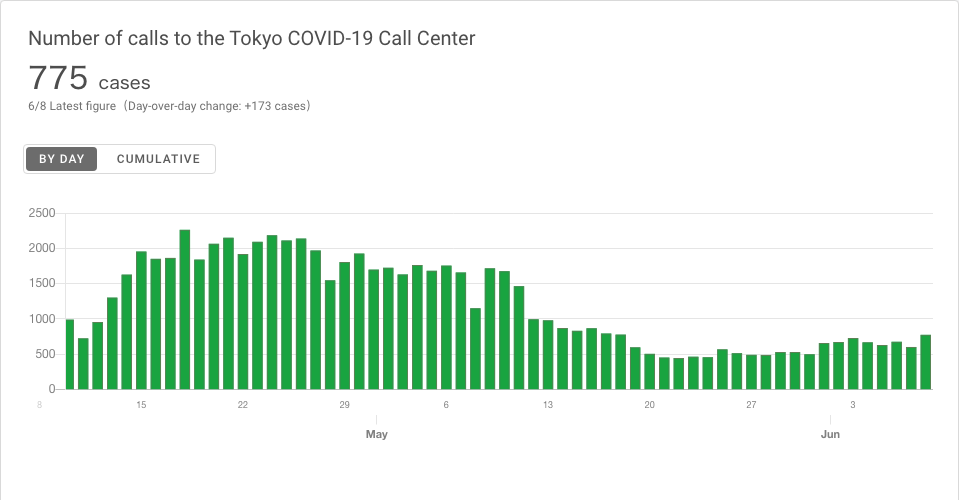 Number of calls to the Tokyo COVID-19 Call Center
775 cases
6/8 Latest figure (Day-over-day change: +173 cases)
BY DAY CUMULATIVE
2500
2000
1500
1000
500
0
8 15 22 29 6 13 20 27 3
May Jun